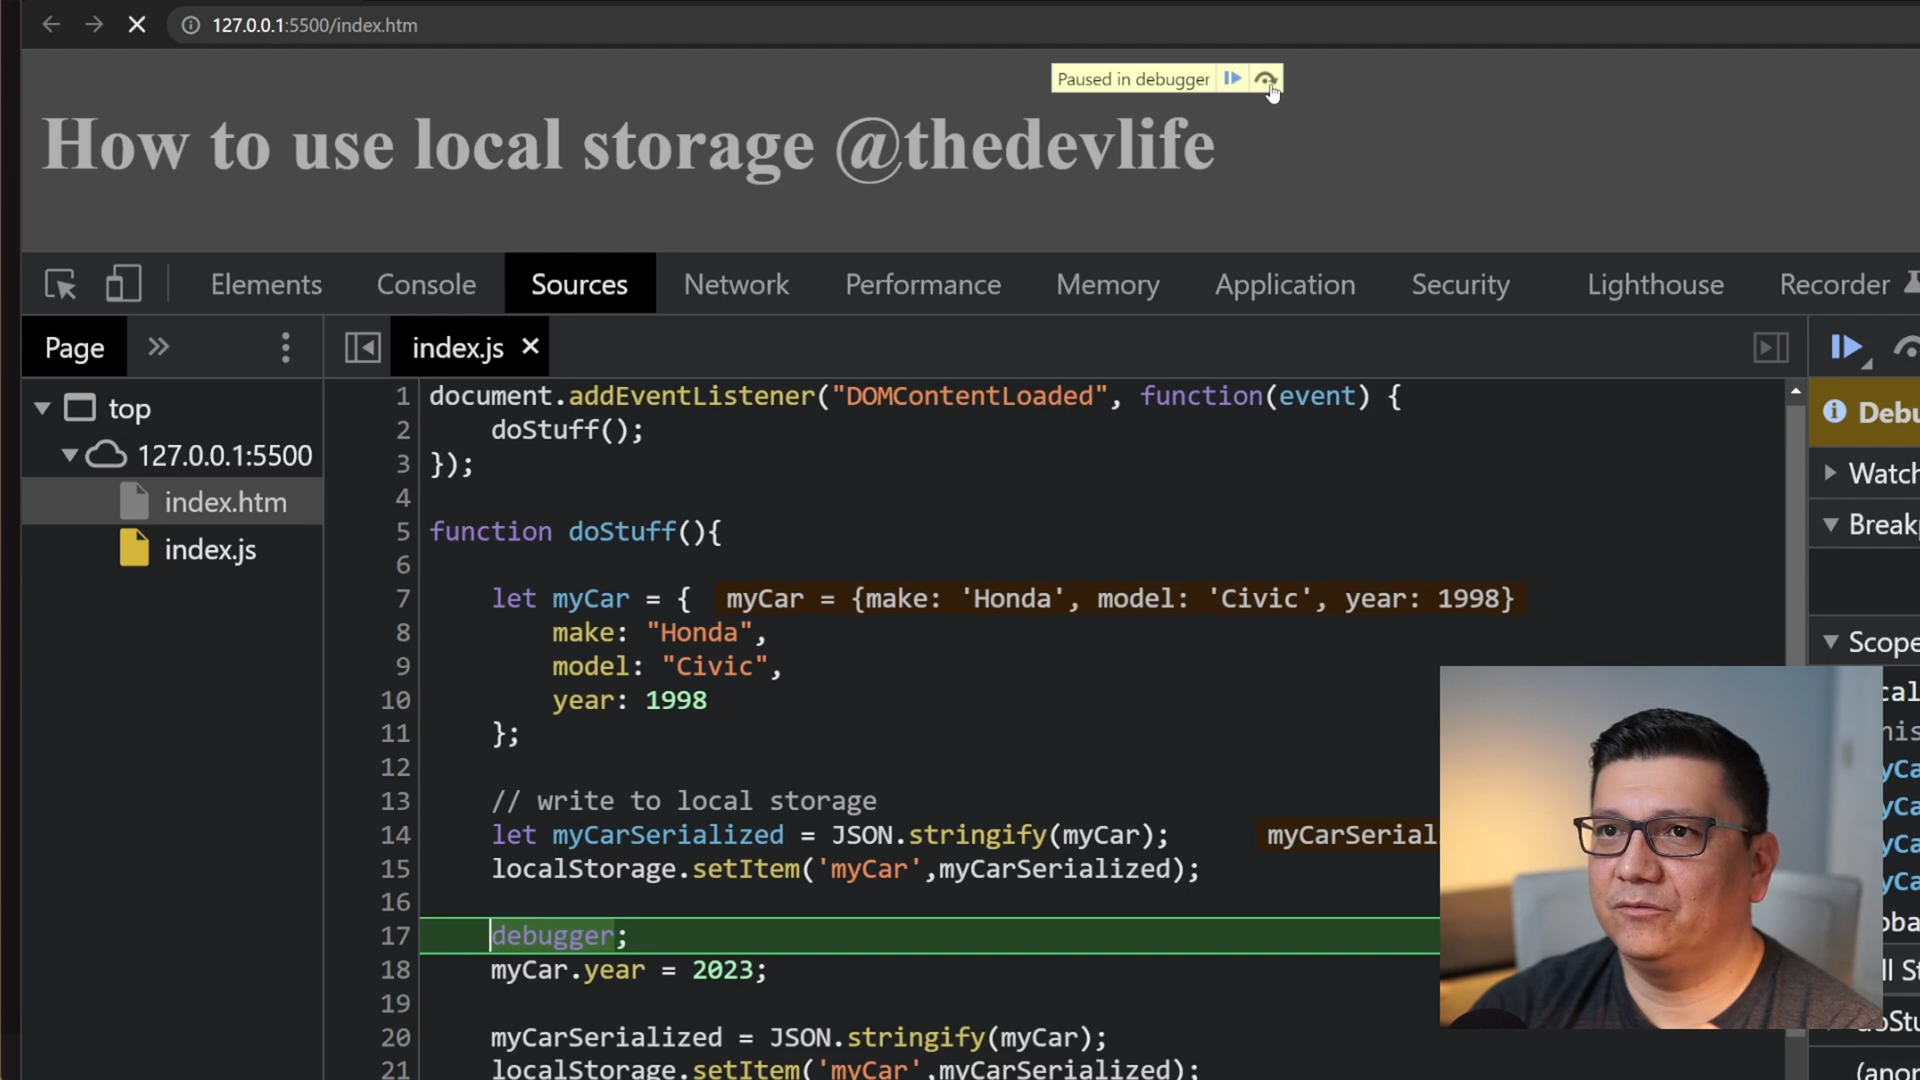 127.0.0.1:5500/index.htm
Paused in debugger
How to use local storage @thedevlife
Elements Console Sources Network Performance Memory Application Security Lighthouse Recorder
Page
index.js
top
127.0.0.1:5500
index.htm
index.js
1 document.addEventListener("DOMContentLoaded", function(event) {
2 doStuff();
3 });
4
5 function doStuff(){
6
7 let myCar = { myCar = {make: 'Honda', model: 'Civic', year: 1998}
8 make: "Honda",
9 model: "Civic",
10 year: 1998
11 };
12
13 // write to local storage
14 let myCarSerialized = JSON.stringify(myCar); myCarSerial
15 localStorage.setItem('myCar',myCarSerialized);
16
17 debugger;
18 myCar.year = 2023;
19
20 myCarSerialized = JSON.stringify(myCar);
21 localStorage.setItem('myCar',myCarSerialized);
Debu
Watch
Breakp
Scope